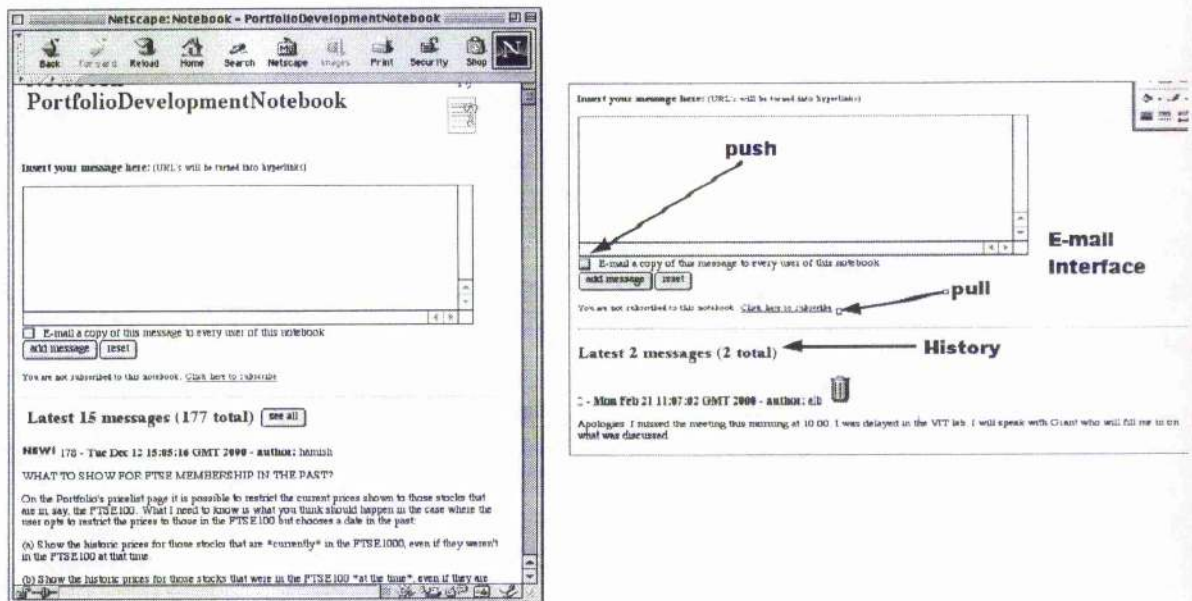 Netscape: Notebook - PortfolioDevelopmentNotebook
Back Forward Reload Home Search Netscape Images Print Security Shop N
Notebook
PortfolioDevelopmentNotebook
Insert your message here: (URL's will be turned into hyperlinks)
E-mail a copy of this message to every user of this notebook
add message reset
You are not subscribed to this notebook. Click here to subscribe
Latest 15 messages (177 total) see all
NEW! 178 - Tue Dec 12 15:05:16 GMT 2000 - author: hamish
WHAT TO SHOW FOR FTSE MEMBERSHIP IN THE PAST?
On the Portfolio's pricelist page it is possible to restrict the current prices shown to those stocks that
are in, say, the FTSE100. What I need to know is what you think should happen in the case where the
user opts to restrict the prices to those in the FTSE100 but chooses a date in the past:
(a) Show the historic prices for those stocks that are *currently* in the FTSE1000, even if they weren't
in the FTSE100 at that time
(b) Show the historic prices for those stocks that were in the FTSE100 *at the time*, even if they are
Insert your message here: (URL's will be turned into hyperlinks)
push
E-mail a copy of this message to every user of this notebook
add message reset
You are not subscribed to this notebook. Click here to subscribe
E-mail
Interface
pull
Latest 2 messages (2 total)
History
2 - Mon Feb 21 11:07:02 GMT 2000 - author: elb
Apologies I missed the meeting this morning at 10 00. I was delayed in the VIT lab. I will speak with Grant who will fill me in on
what was discussed